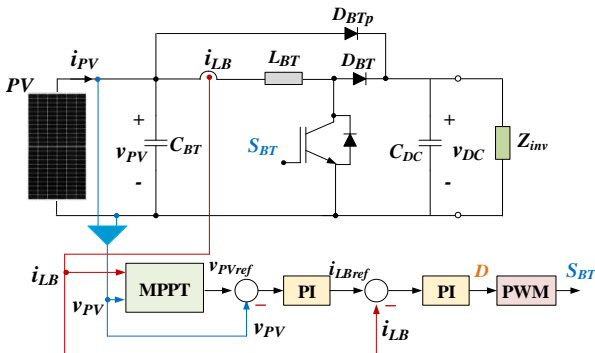 D_BTp
i_PV
i_LB
L_BT
D_BT
PV
+
v_PV
-
C_BT
S_BT
C_DC
+
v_DC
-
Z_inv
i_LB
v_PV
MPPT
v_PVref
−
v_PV
PI
i_LBref
−
i_LB
PI
D
PWM
S_BT